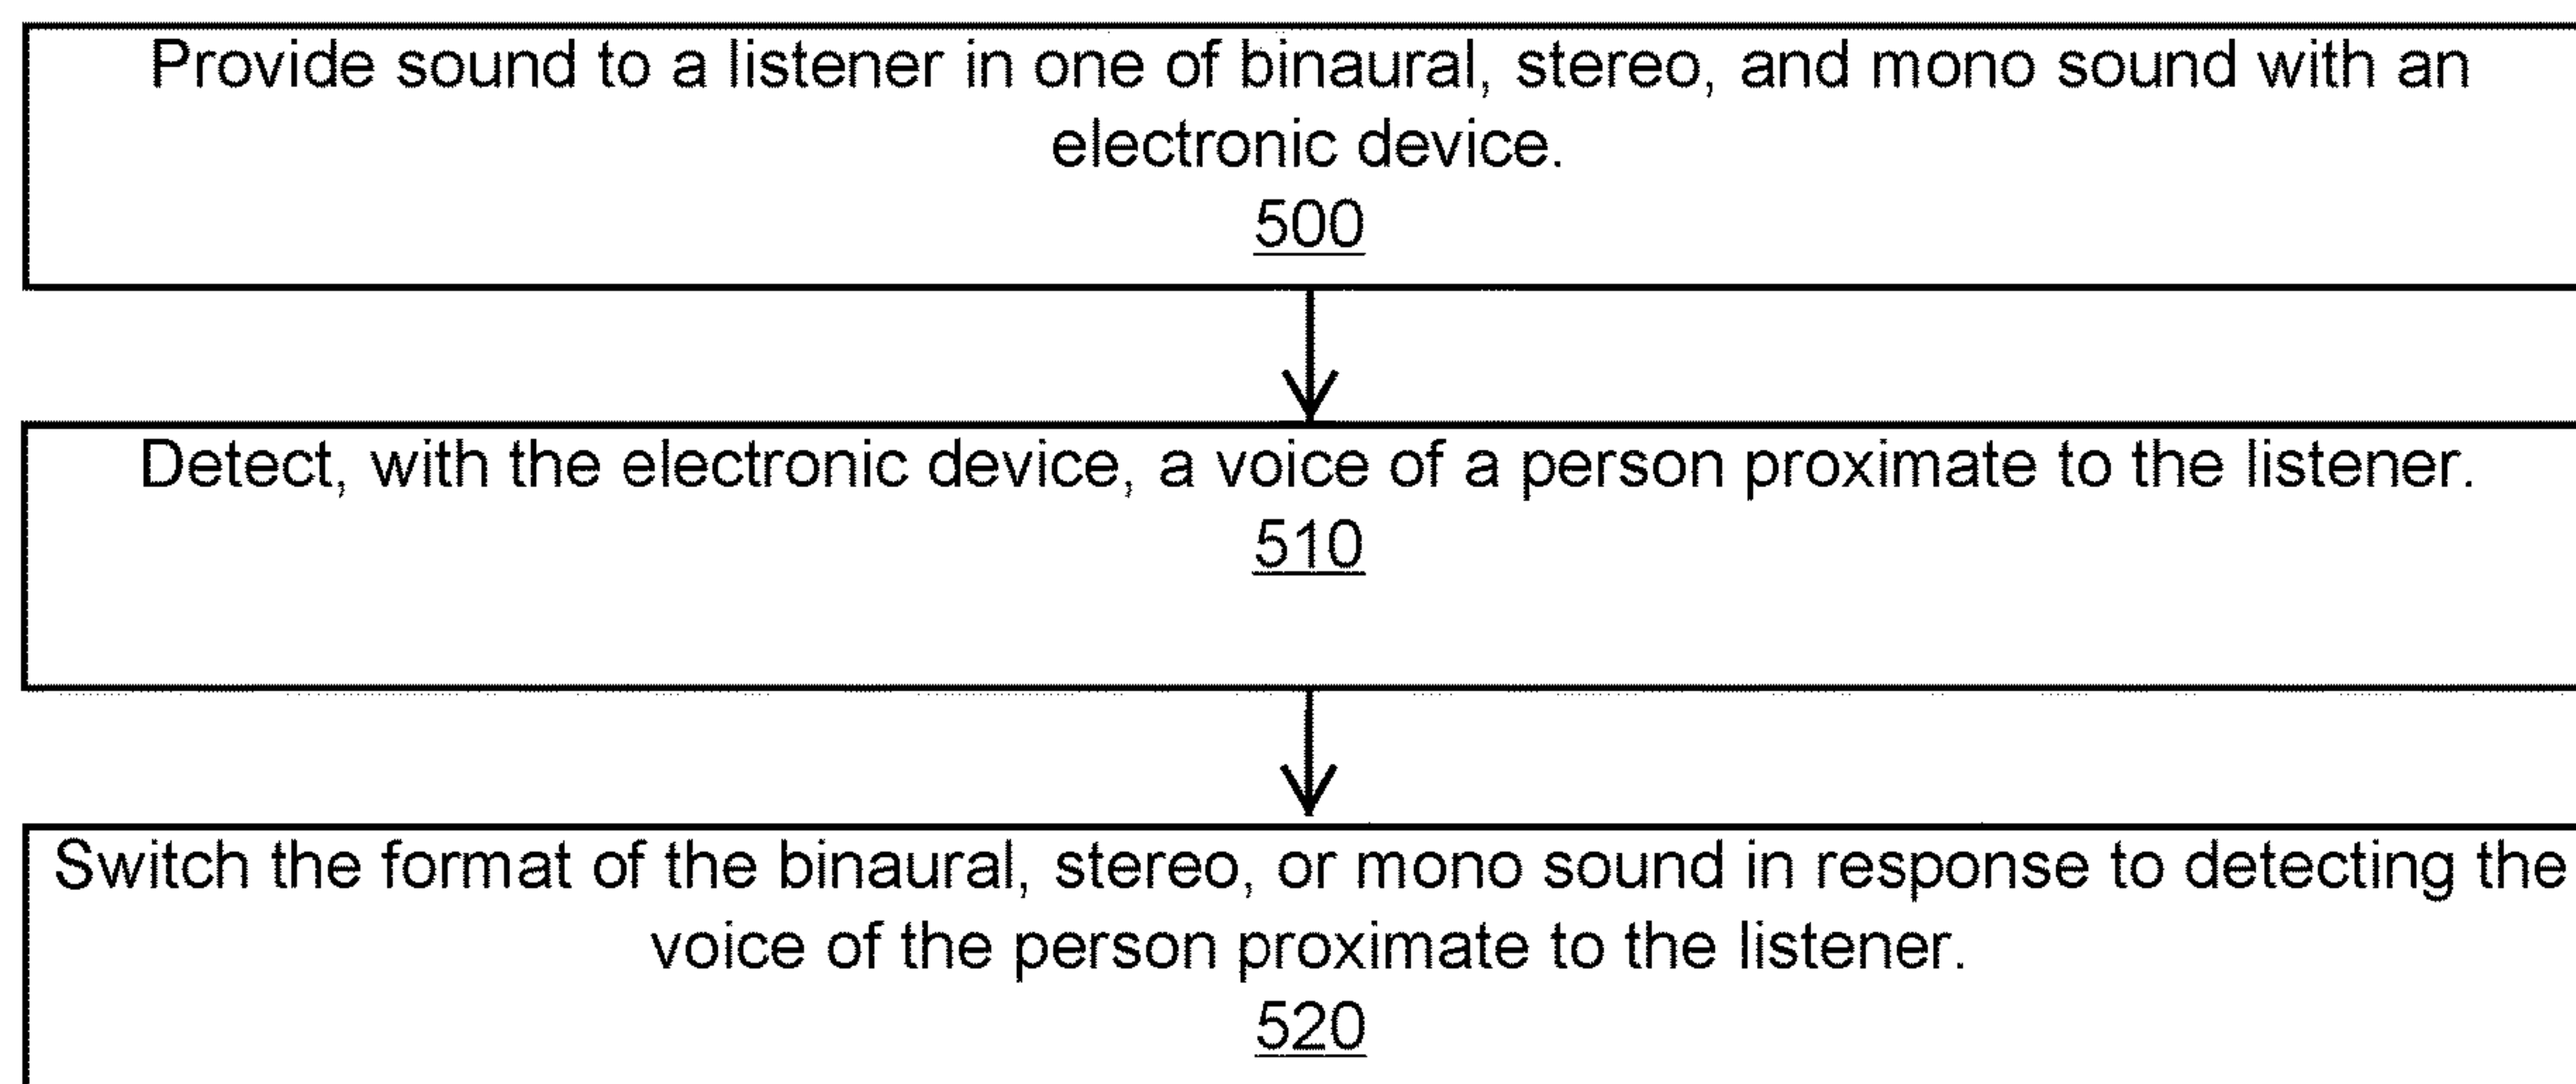 Provide sound to a listener in one of binaural, stereo, and mono sound with an
electronic device.
500
Detect, with the electronic device, a voice of a person proximate to the listener.
510
Switch the format of the binaural, stereo, or mono sound in response to detecting the
voice of the person proximate to the listener.
520